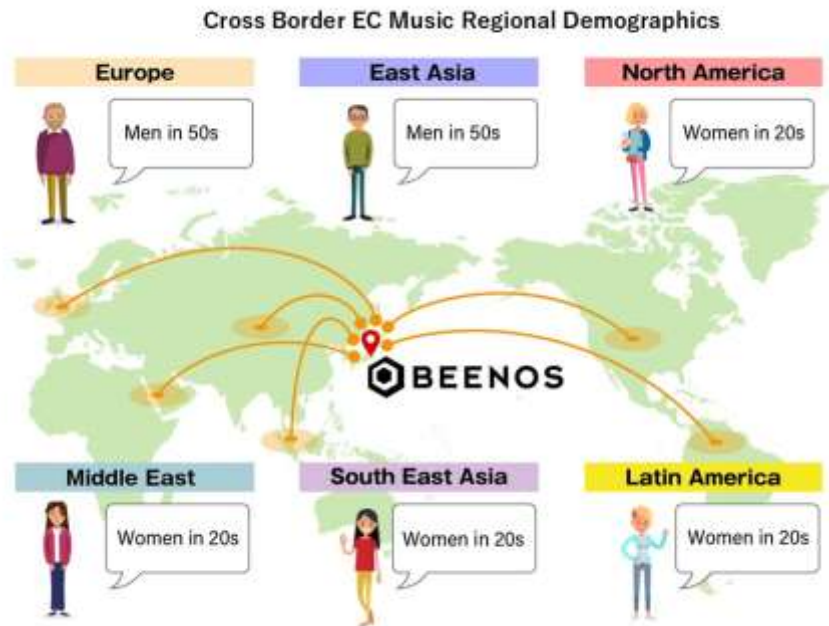 Cross Border EC Music Regional Demographics
Europe
East Asia
North America
Men in 50s
Men in 50s
Women in 20s
BEENOS
Middle East
South East Asia
Latin America
Women in 20s
Women in 20s
Women in 20s